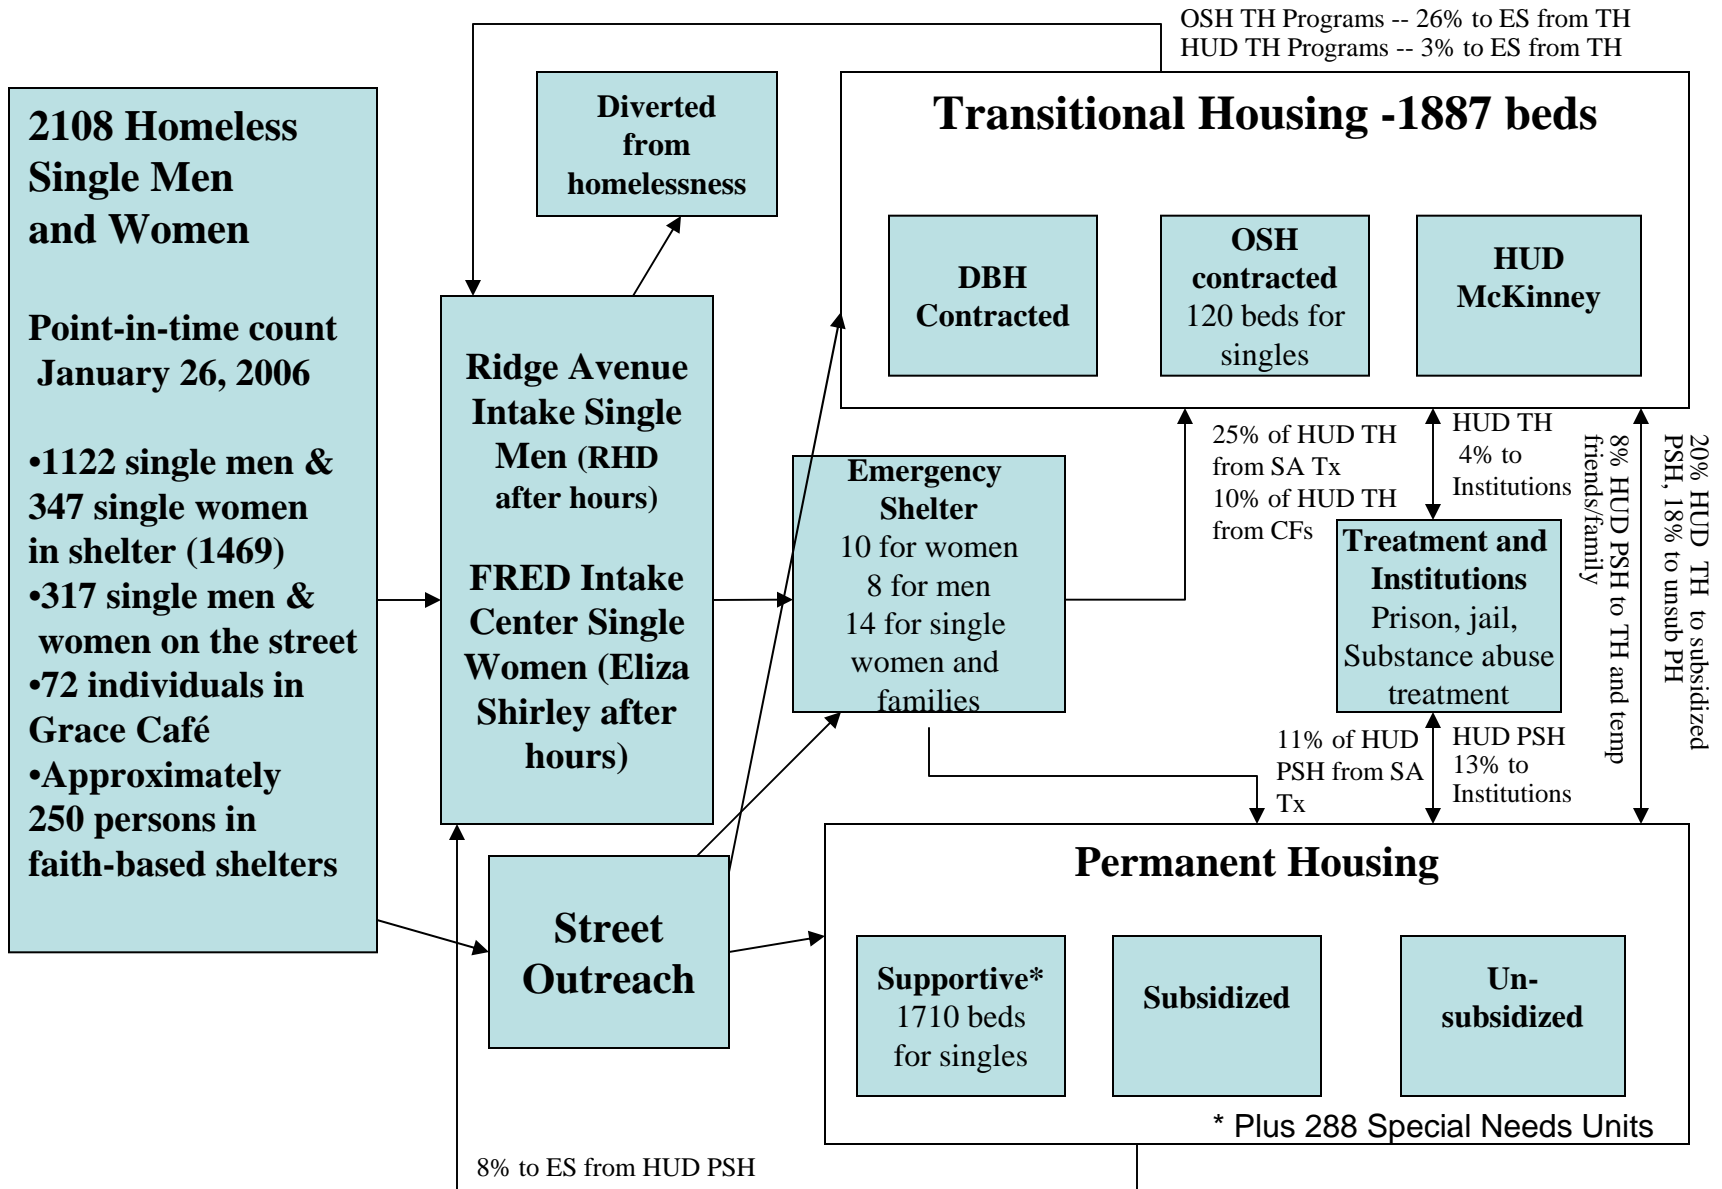 OSH TH Programs -- 26% to ES from TH
HUD TH Programs -- 3% to ES from TH
2108 Homeless
Single Men
and Women
Point-in-time count
January 26, 2006
•1122 single men &
347 single women
in shelter (1469)
•317 single men &
women on the street
•72 individuals in
Grace Café
•Approximately
250 persons in
faith-based shelters
Diverted
from
homelessness
Ridge Avenue
Intake Single
Men (RHD
after hours)
FRED Intake
Center Single
Women (Eliza
Shirley after
hours)
Street
Outreach
Emergency
Shelter
10 for women
8 for men
14 for single
women and
families
Transitional Housing -1887 beds
DBH
Contracted
OSH
contracted
120 beds for
singles
HUD
McKinney
25% of HUD TH
from SA Tx
10% of HUD TH
from CFs
HUD TH
4% to
Institutions
Treatment and
Institutions
Prison, jail,
Substance abuse
treatment
11% of HUD
PSH from SA
Tx
HUD PSH
13% to
Institutions
20% HUD TH to subsidized
PSH, 18% to unsub PH
8% HUD PSH to TH and temp
friends/family
Permanent Housing
Supportive*
1710 beds
for singles
Subsidized
Un-
subsidized
* Plus 288 Special Needs Units
8% to ES from HUD PSH